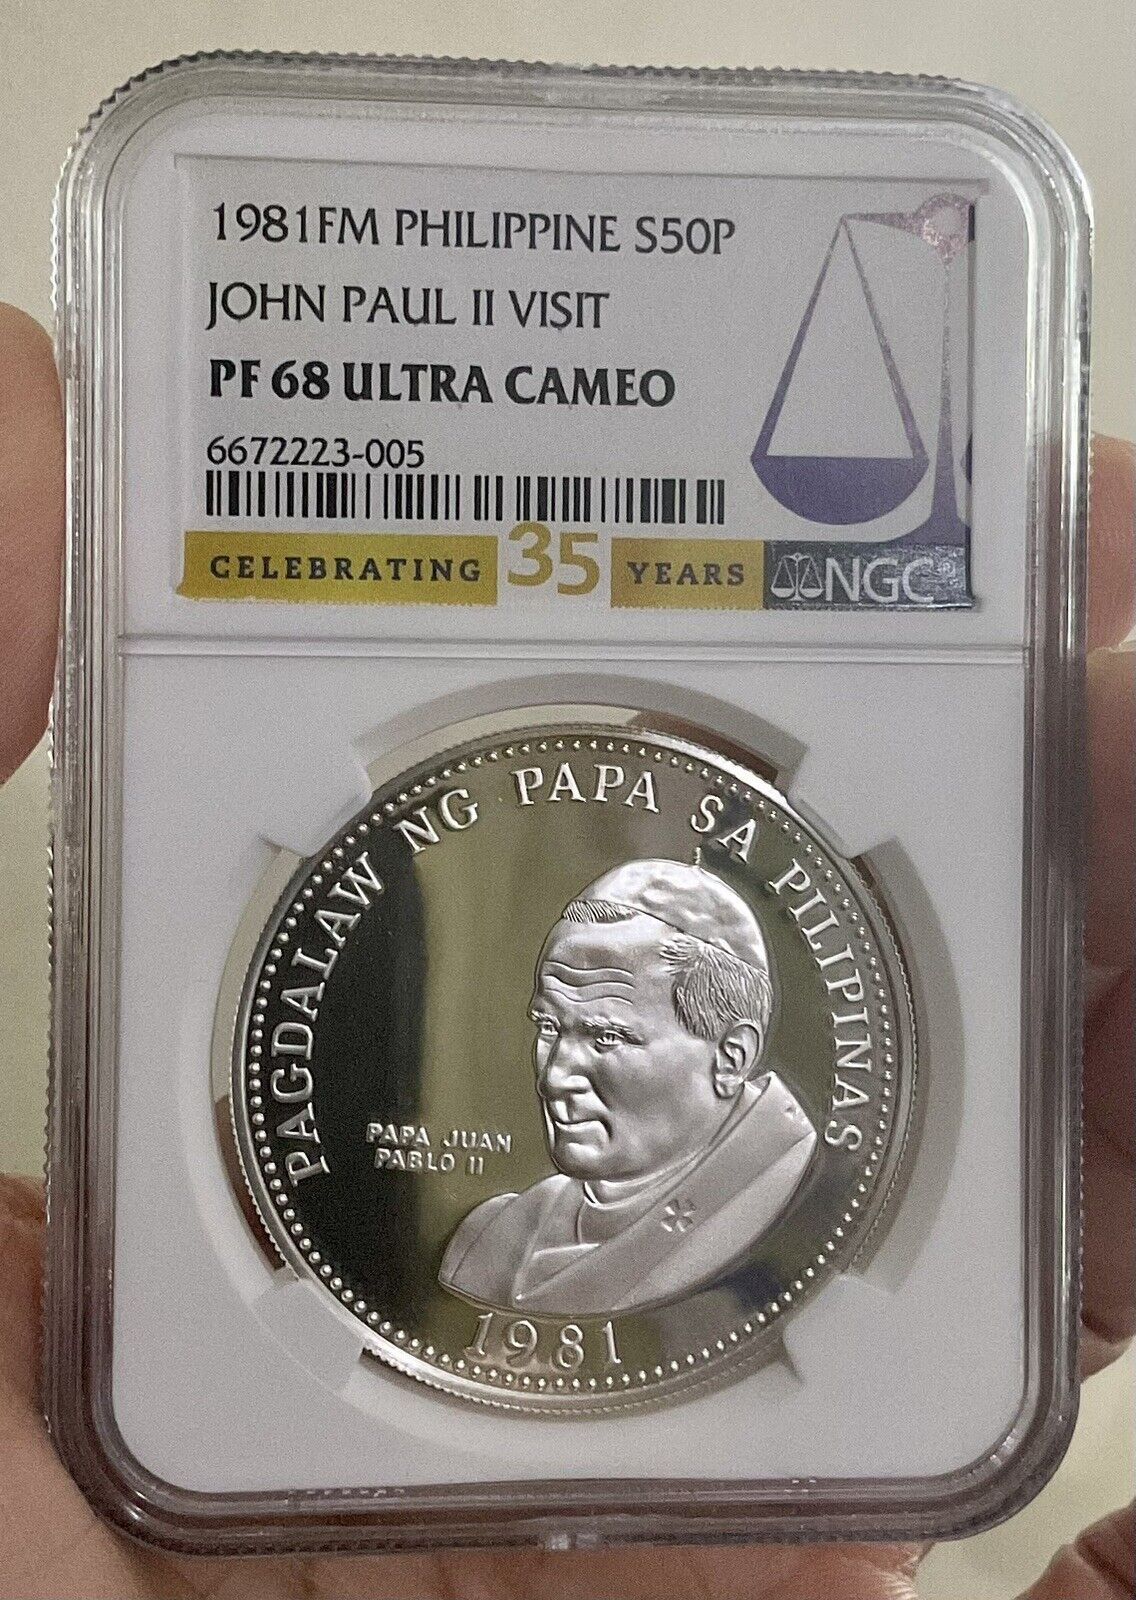 1981FM PHILIPPINE S50P
JOHN PAUL II VISIT
PF 68 ULTRA CAMEO
6672223-005
CELEBRATING 35 YEARS NGC
PAGDALAW NG PAPA SA PILIPINAS
PAPA JUAN
PABLO II
1981